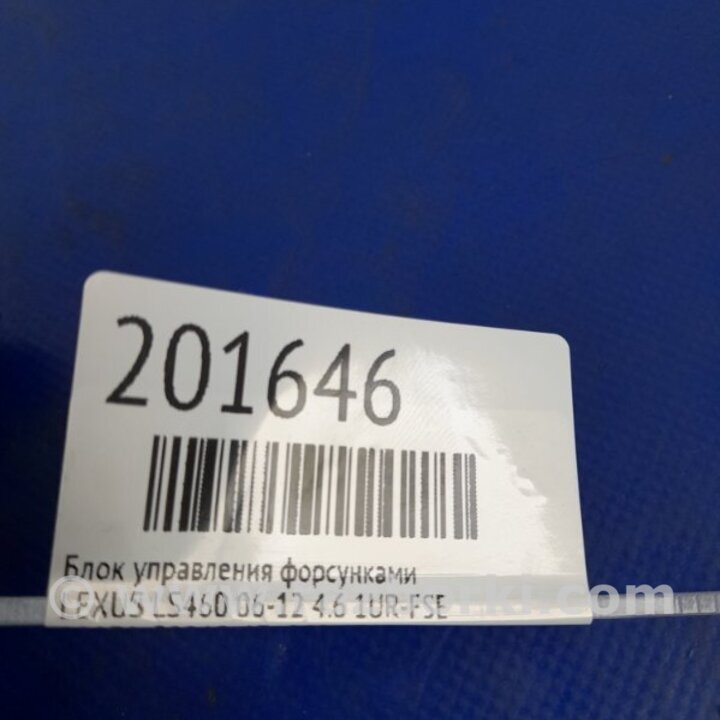 201646
Блок управления форсунками
LEXUS LS460 06-12 4.6 1UR-FSE